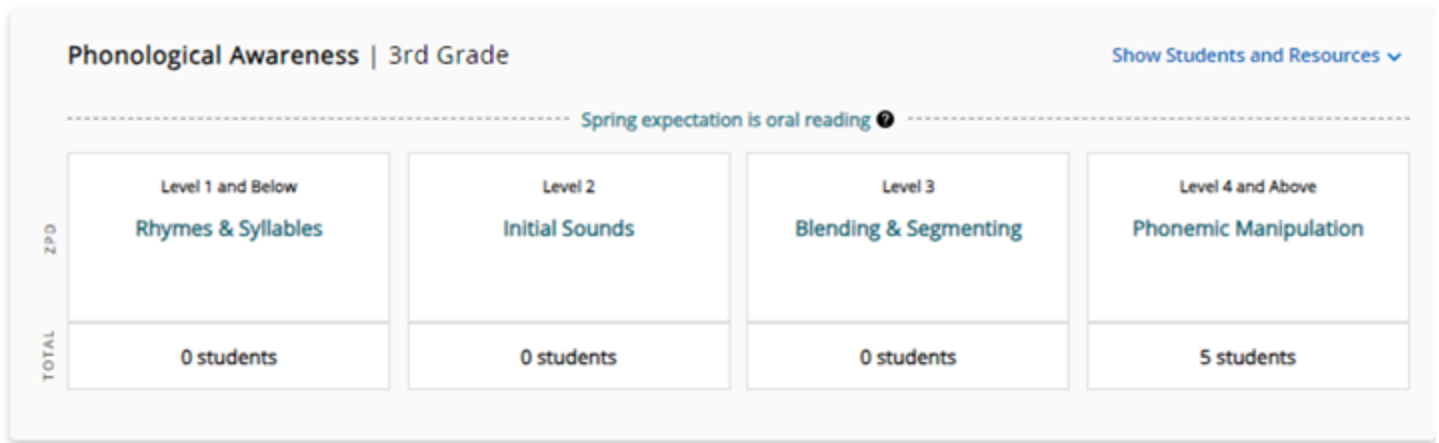 Phonological Awareness | 3rd Grade
Show Students and Resources
Spring expectation is oral reading ?
ZPD
Level 1 and Below
Rhymes & Syllables
Level 2
Initial Sounds
Level 3
Blending & Segmenting
Level 4 and Above
Phonemic Manipulation
TOTAL
0 students
0 students
0 students
5 students